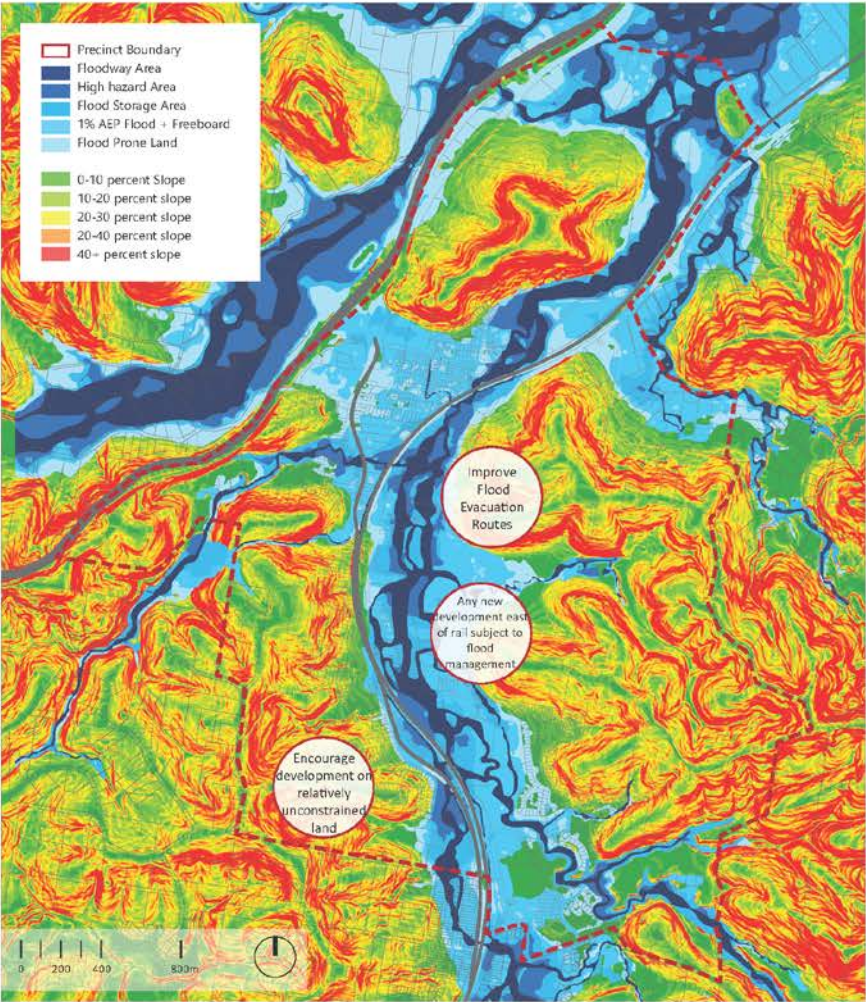 Precinct Boundary
Floodway Area
High hazard Area
Flood Storage Area
1% AEP Flood + Freeboard
Flood Prone Land
0-10 percent Slope
10-20 percent slope
20-30 percent slope
20-40 percent slope
40+ percent slope
Improve
Flood
Evacuation
Routes
Any new
development east
of rail subject to
flood
management
Encourage
development on
relatively
unconstrained
land
0 200 400 800m